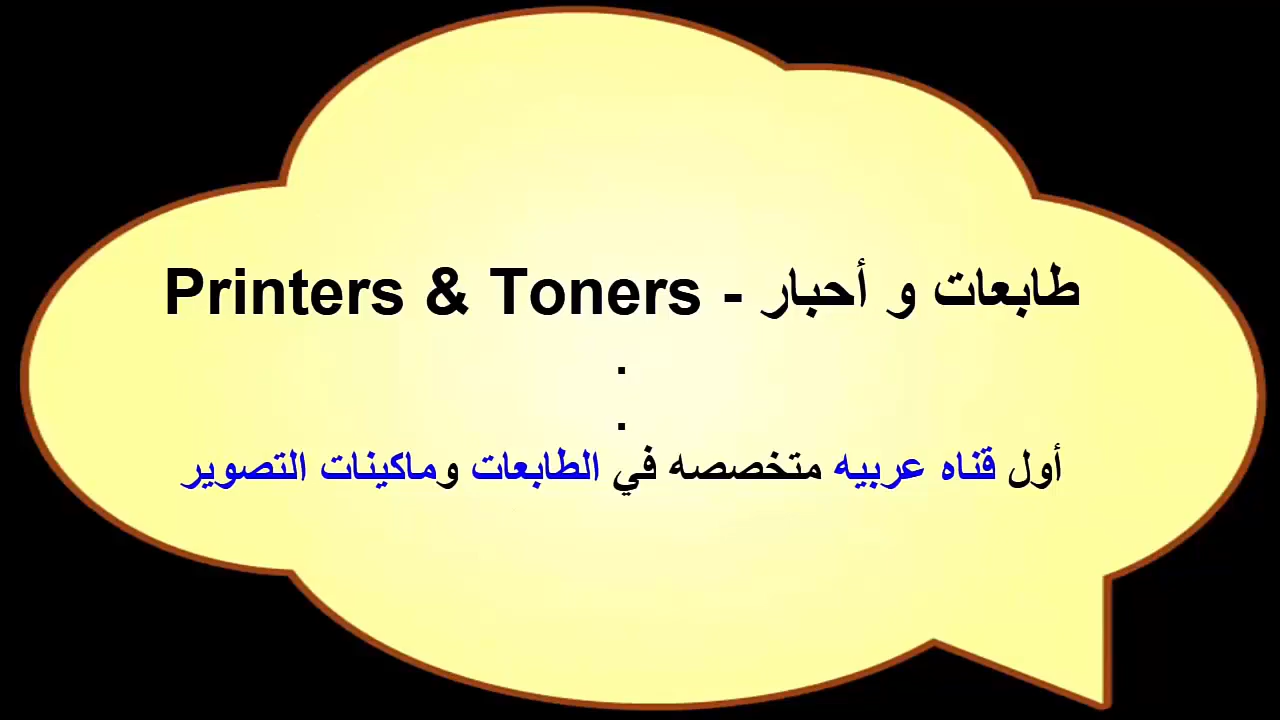 طابعات و أحبار - Printers & Toners
.
.
أول قناه عربيه متخصصه في الطابعات وماكينات التصوير